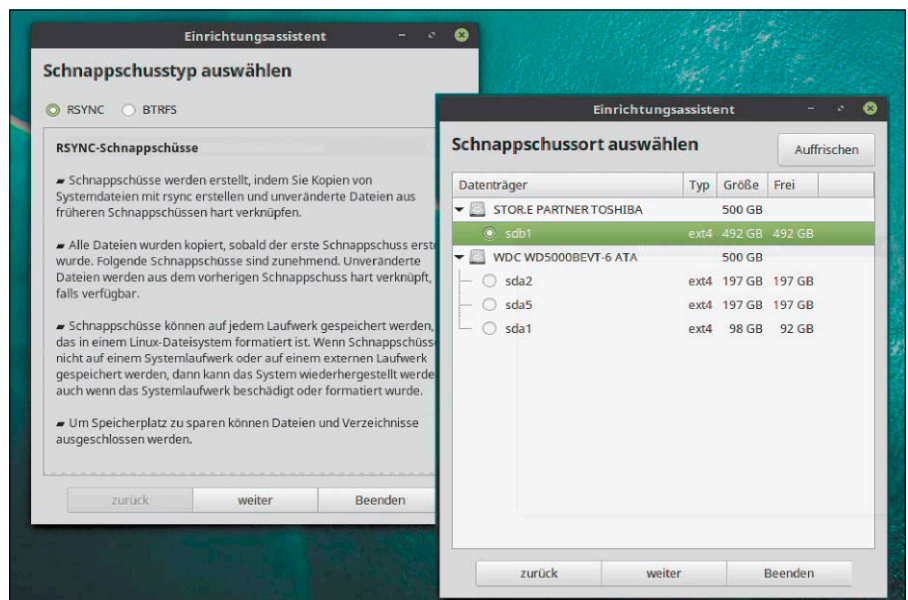 Einrichtungsassistent
Schnappschusstyp auswählen
RSYNC BTRFS
RSYNC-Schnappschüsse
Schnappschüsse werden erstellt, indem Sie Kopien von
Systemdateien mit rsync erstellen und unveränderte Dateien aus
früheren Schnappschüssen hart verknüpfen.
Alle Dateien wurden kopiert, sobald der erste Schnappschuss
wurde. Folgende Schnappschüsse sind zunehmend. Unveränderte
Dateien werden aus dem vorherigen Schnappschuss hart verknüpft,
falls verfügbar.
Schnappschüsse können auf jedem Laufwerk gespeichert werden,
das in einem Linux-Dateisystem formatiert ist. Wenn
nicht auf einem Systemlaufwerk oder auf einem externen Laufwerk
gespeichert werden, dann kann das System
auch wenn das Systemlaufwerk beschädigt oder formatiert wurde.
Um Speicherplatz zu sparen können Dateien und Verzeichnisse
ausgeschlossen werden.
zurück weiter Beenden
Einrichtungsassistent
Schnappschussort auswählen
Auffrischen
Datenträger Typ Größe Frei
STOR.E PARTNER TOSHIBA 500 GB
sdb1 ext4 492 GB 492 GB
WDC WD5000BEVT-6 ATA 500 GB
sda2 ext4 197 GB 197 GB
sda5 ext4 197 GB 197 GB
sda1 ext4 98 GB 92 GB
zurück weiter Beenden